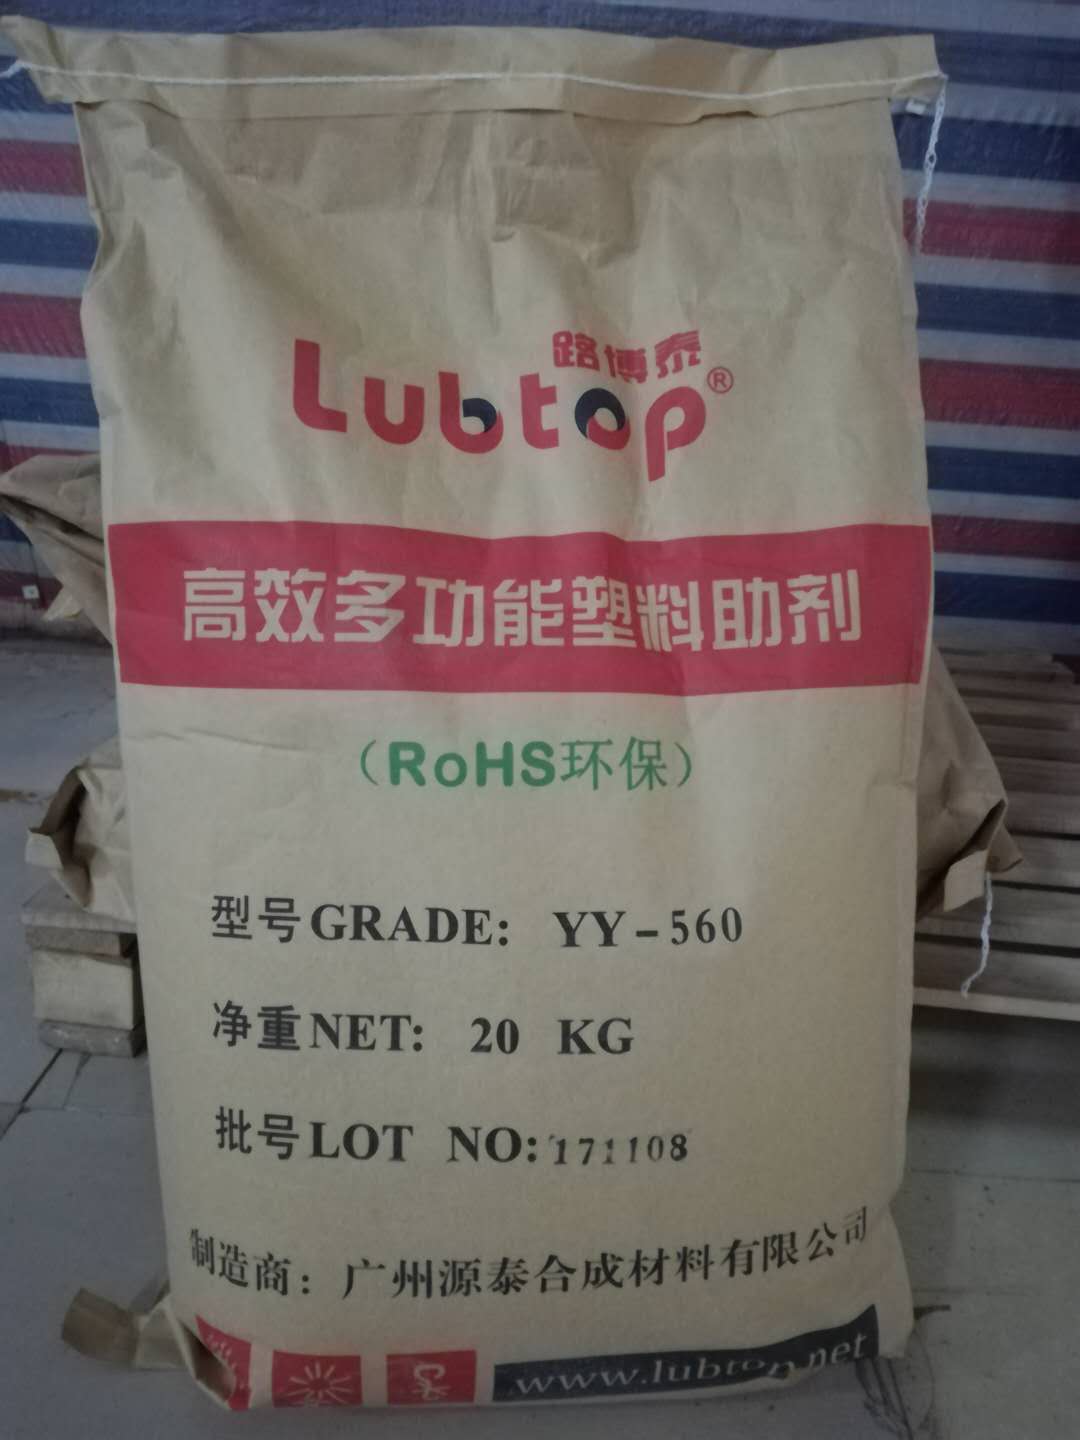 路博泰
Lubtop®
高效多功能塑料助剂
（RoHS环保）
型号GRADE: YY-560
净重NET: 20 KG
批号LOT NO: 171108
制造商：广州源泰合成材料有限公司
www.lubtop.net